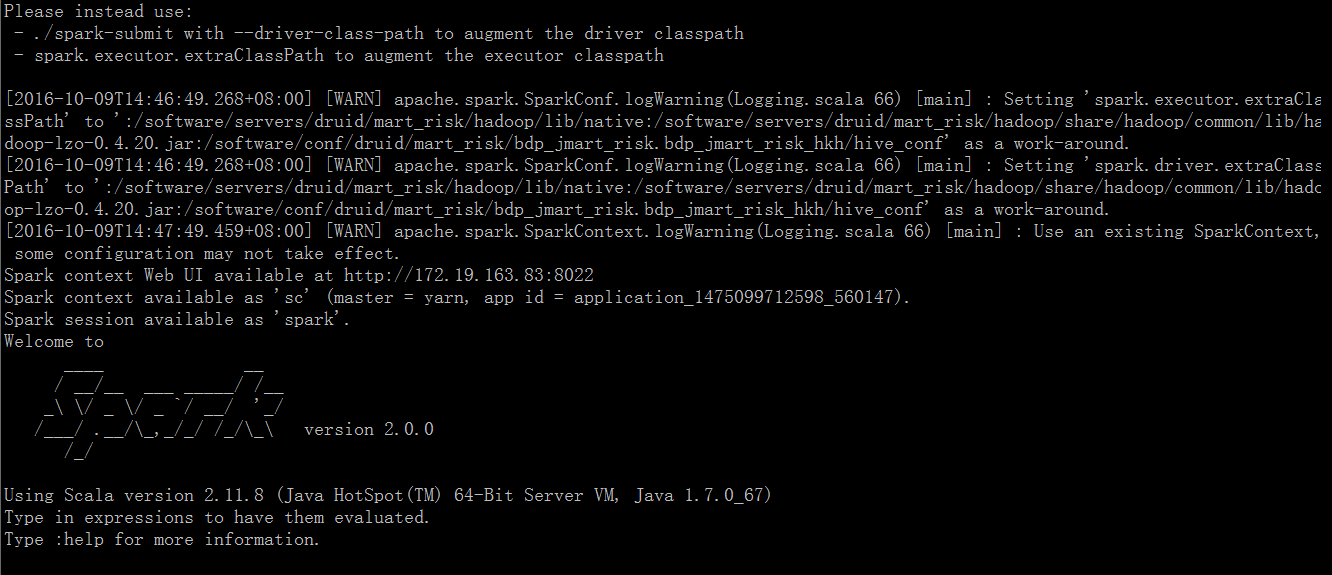 Please instead use:
 - ./spark-submit with --driver-class-path to augment the driver classpath
 - spark.executor.extraClassPath to augment the executor classpath

[2016-10-09T14:46:49.268+08:00] [WARN] apache.spark.SparkConf.logWarning(Logging.scala 66) [main] : Setting 'spark.executor.extraCla
ssPath' to ':/software/servers/druid/mart_risk/hadoop/lib/native:/software/servers/druid/mart_risk/hadoop/share/hadoop/common/lib/ha
doop-lzo-0.4.20.jar:/software/conf/druid/mart_risk/bdp_jmart_risk.bdp_jmart_risk_hkh/hive_conf' as a work-around.
[2016-10-09T14:46:49.268+08:00] [WARN] apache.spark.SparkConf.logWarning(Logging.scala 66) [main] : Setting 'spark.driver.extraClass
Path' to ':/software/servers/druid/mart_risk/hadoop/lib/native:/software/servers/druid/mart_risk/hadoop/share/hadoop/common/lib/hado
op-lzo-0.4.20.jar:/software/conf/druid/mart_risk/bdp_jmart_risk.bdp_jmart_risk_hkh/hive_conf' as a work-around.
[2016-10-09T14:47:49.459+08:00] [WARN] apache.spark.SparkContext.logWarning(Logging.scala 66) [main] : Use an existing SparkContext,
 some configuration may not take effect.
Spark context Web UI available at http://172.19.163.83:8022
Spark context available as 'sc' (master = yarn, app id = application_1475099712598_560147).
Spark session available as 'spark'.
Welcome to
      ____              __
     / __/__  ___ _____/ /__
    _\ \/ _ \/ _ `/ __/  '_/
   /___/ .__/\_,_/_/ /_/\_\   version 2.0.0
      /_/

Using Scala version 2.11.8 (Java HotSpot(TM) 64-Bit Server VM, Java 1.7.0_67)
Type in expressions to have them evaluated.
Type :help for more information.